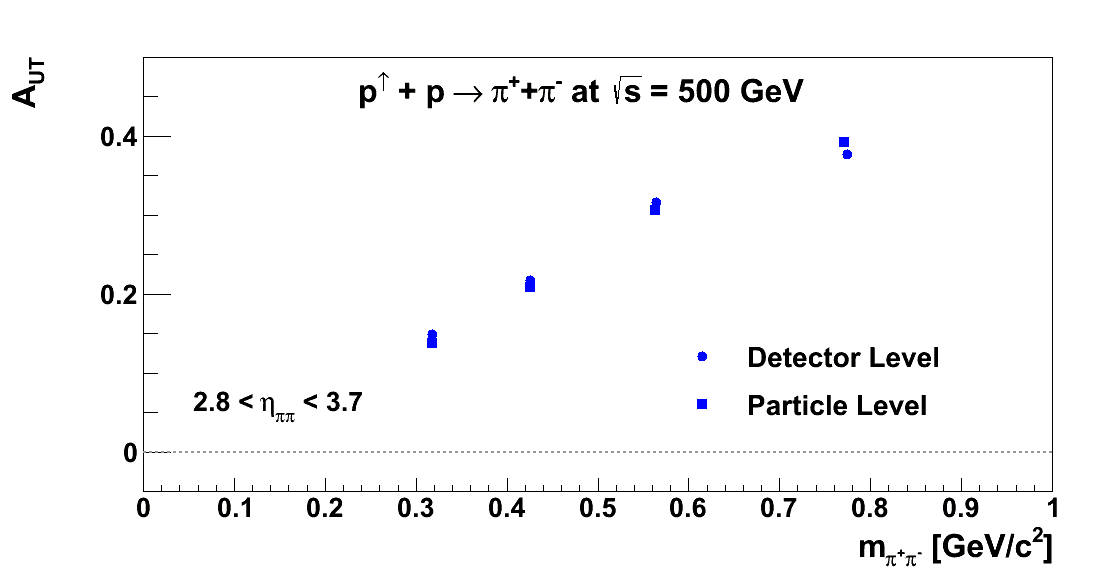 A_UT
p↑ + p → π⁺+π⁻ at √s = 500 GeV
0.4
0.2
0
Detector Level
Particle Level
2.8 < η_ππ < 3.7
0 0.1 0.2 0.3 0.4 0.5 0.6 0.7 0.8 0.9 1
m_π⁺π⁻ [GeV/c²]